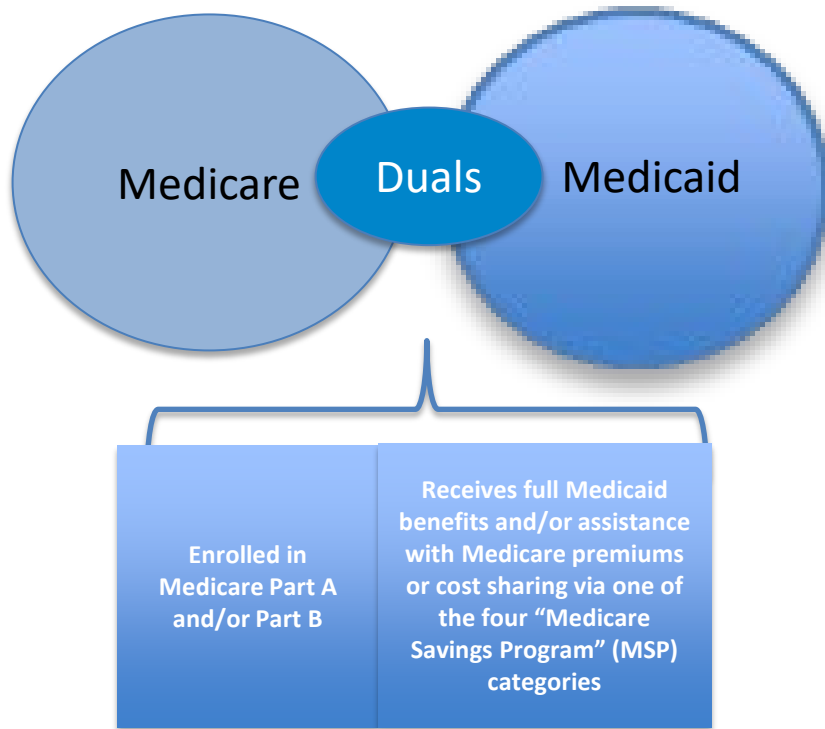 Medicare
Duals
Medicaid
Enrolled in
Medicare Part A
and/or Part B
Receives full Medicaid
benefits and/or assistance
with Medicare premiums
or cost sharing via one of
the four “Medicare
Savings Program” (MSP)
categories